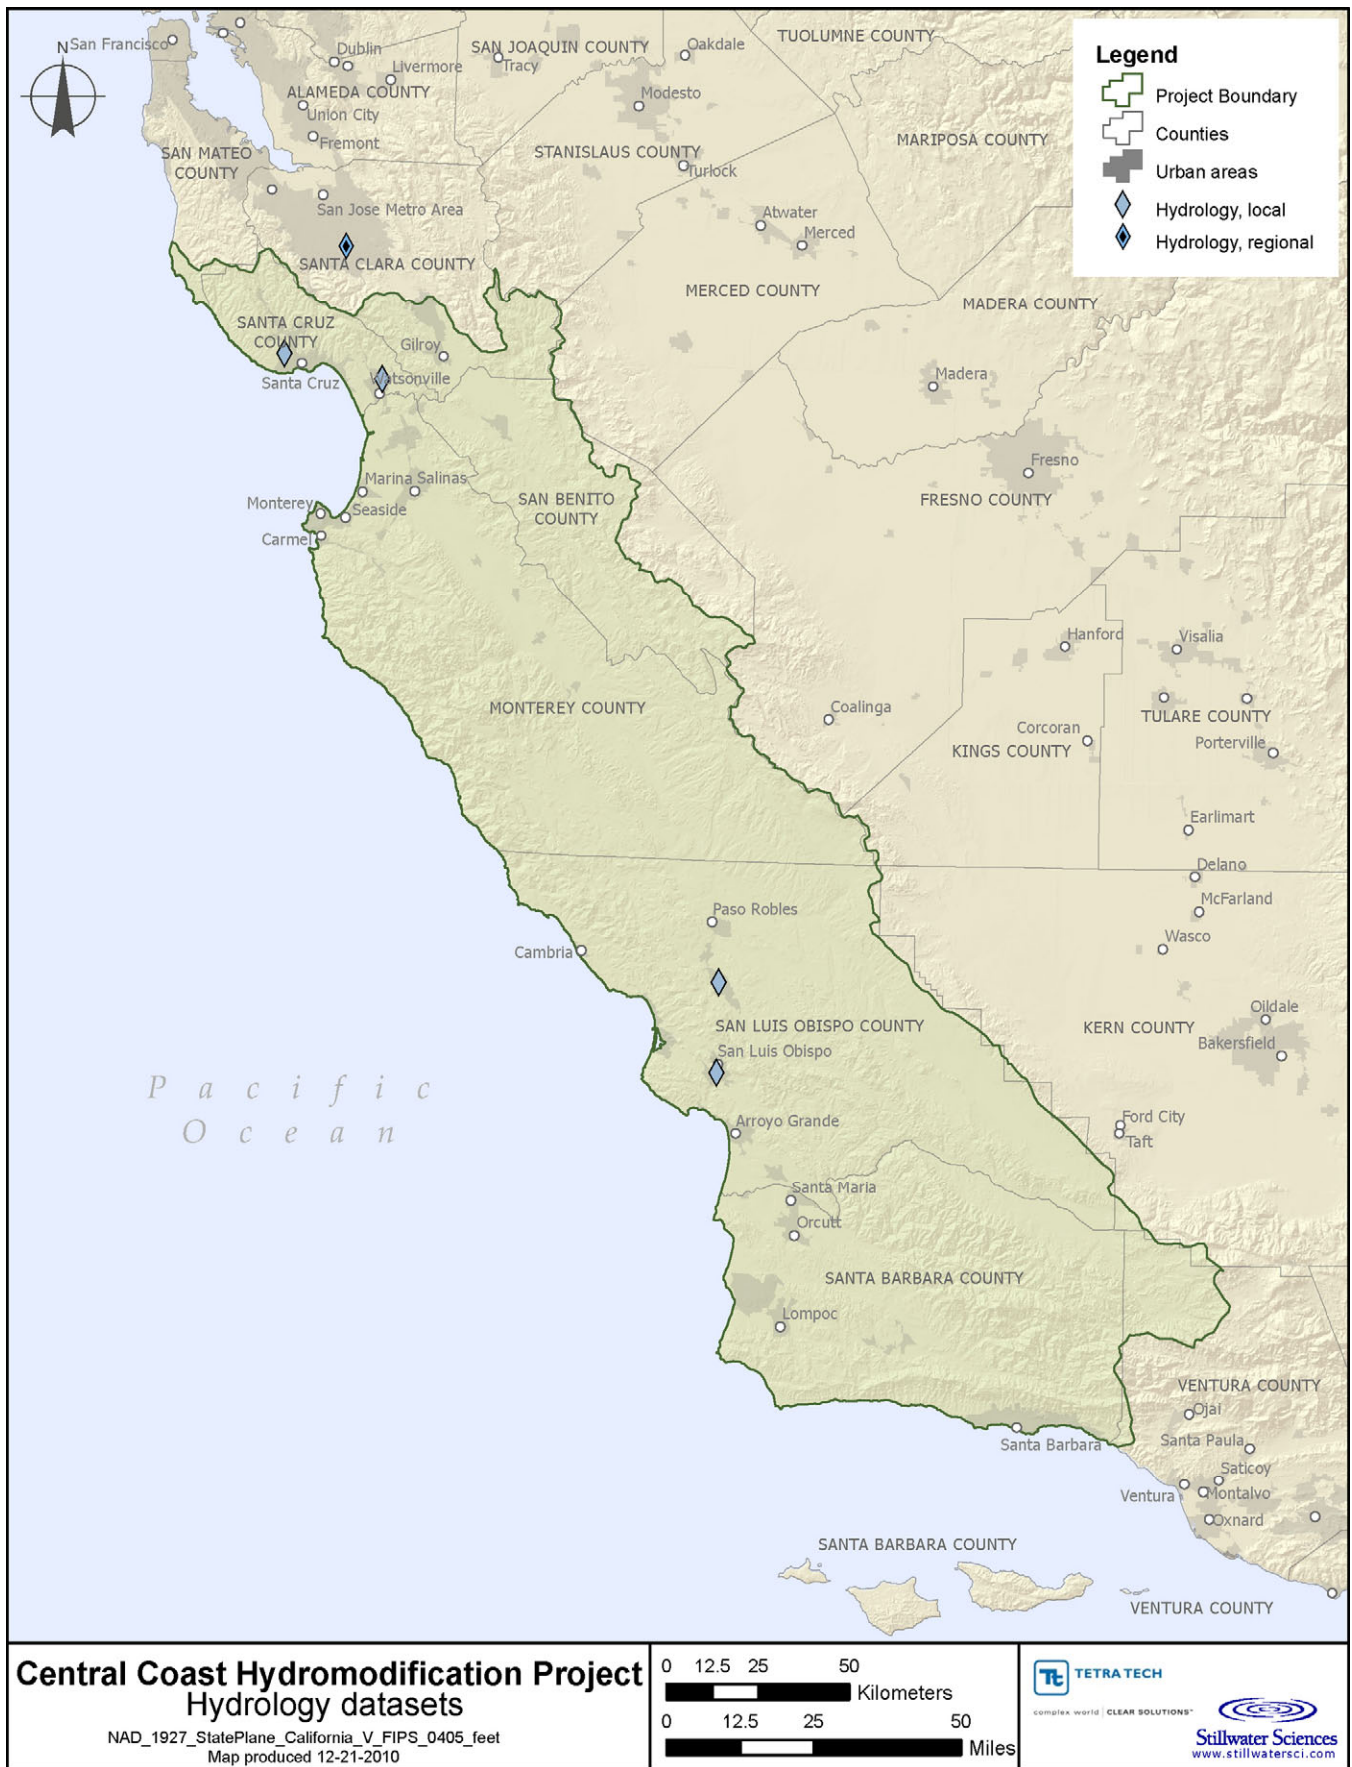 N
San Francisco
Dublin
Livermore
ALAMEDA COUNTY
Union City
Fremont
SAN JOAQUIN COUNTY
Tracy
Oakdale
TUOLUMNE COUNTY
Modesto
STANISLAUS COUNTY
Turlock
MARIPOSA COUNTY
SAN MATEO
COUNTY
San Jose Metro Area
SANTA CLARA COUNTY
Atwater
Merced
MERCED COUNTY
MADERA COUNTY
Legend
Project Boundary
Counties
Urban areas
Hydrology, local
Hydrology, regional
SANTA CRUZ
COUNTY
Gilroy
Santa Cruz
Watsonville
Madera
Marina
Salinas
Monterey
Seaside
Carmel
SAN BENITO
COUNTY
Fresno
FRESNO COUNTY
Hanford
Visalia
MONTEREY COUNTY
Coalinga
Corcoran
KINGS COUNTY
TULARE COUNTY
Porterville
Earlimart
Delano
McFarland
Wasco
Paso Robles
Cambria
SAN LUIS OBISPO COUNTY
San Luis Obispo
KERN COUNTY
Oildale
Bakersfield
Pacific
Ocean
Arroyo Grande
Ford City
Taft
Santa Maria
Orcutt
SANTA BARBARA COUNTY
Lompoc
VENTURA COUNTY
Ojai
Santa Barbara
Santa Paula
Saticoy
Ventura
Montalvo
Oxnard
SANTA BARBARA COUNTY
VENTURA COUNTY
Central Coast Hydromodification Project
Hydrology datasets
NAD_1927_StatePlane_California_V_FIPS_0405_feet
Map produced 12-21-2010
0 12.5 25 50
Kilometers
0 12.5 25 50
Miles
Tt TETRA TECH
complex world | CLEAR SOLUTIONS™
Stillwater Sciences
www.stillwatersci.com